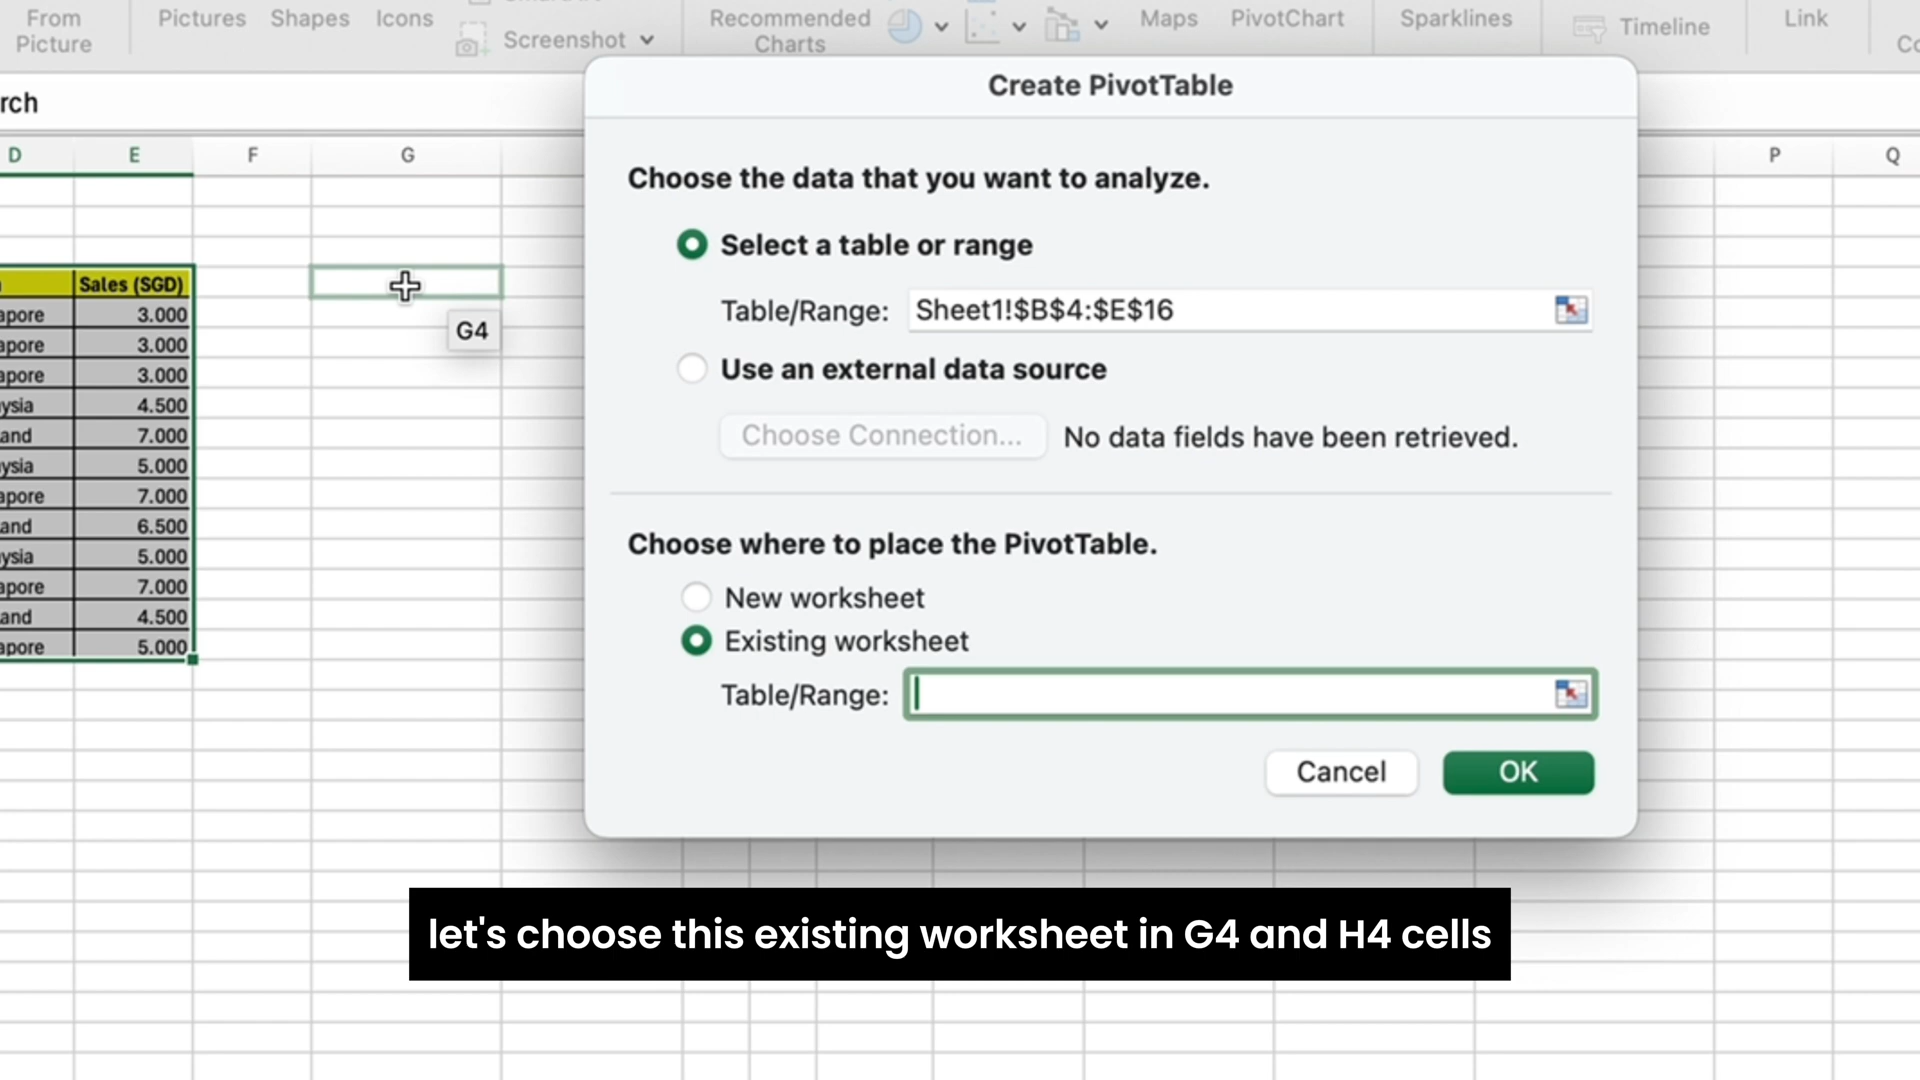 From
Picture
Pictures
Shapes
Icons
Screenshot
Recommended
Charts
Maps
PivotChart
Sparklines
Timeline
Link
Co
rch
D E F G P Q
Create PivotTable
Choose the data that you want to analyze.
Select a table or range
Table/Range: Sheet1!$B$4:$E$16
Use an external data source
Choose Connection... No data fields have been retrieved.
Choose where to place the PivotTable.
New worksheet
Existing worksheet
Table/Range:
Cancel OK
Sales (SGD)
apore 3.000
apore 3.000
apore 3.000
ysia 4.500
and 7.000
ysia 5.000
apore 7.000
and 6.500
ysia 5.000
apore 7.000
and 4.500
apore 5.000
G4
let's choose this existing worksheet in G4 and H4 cells